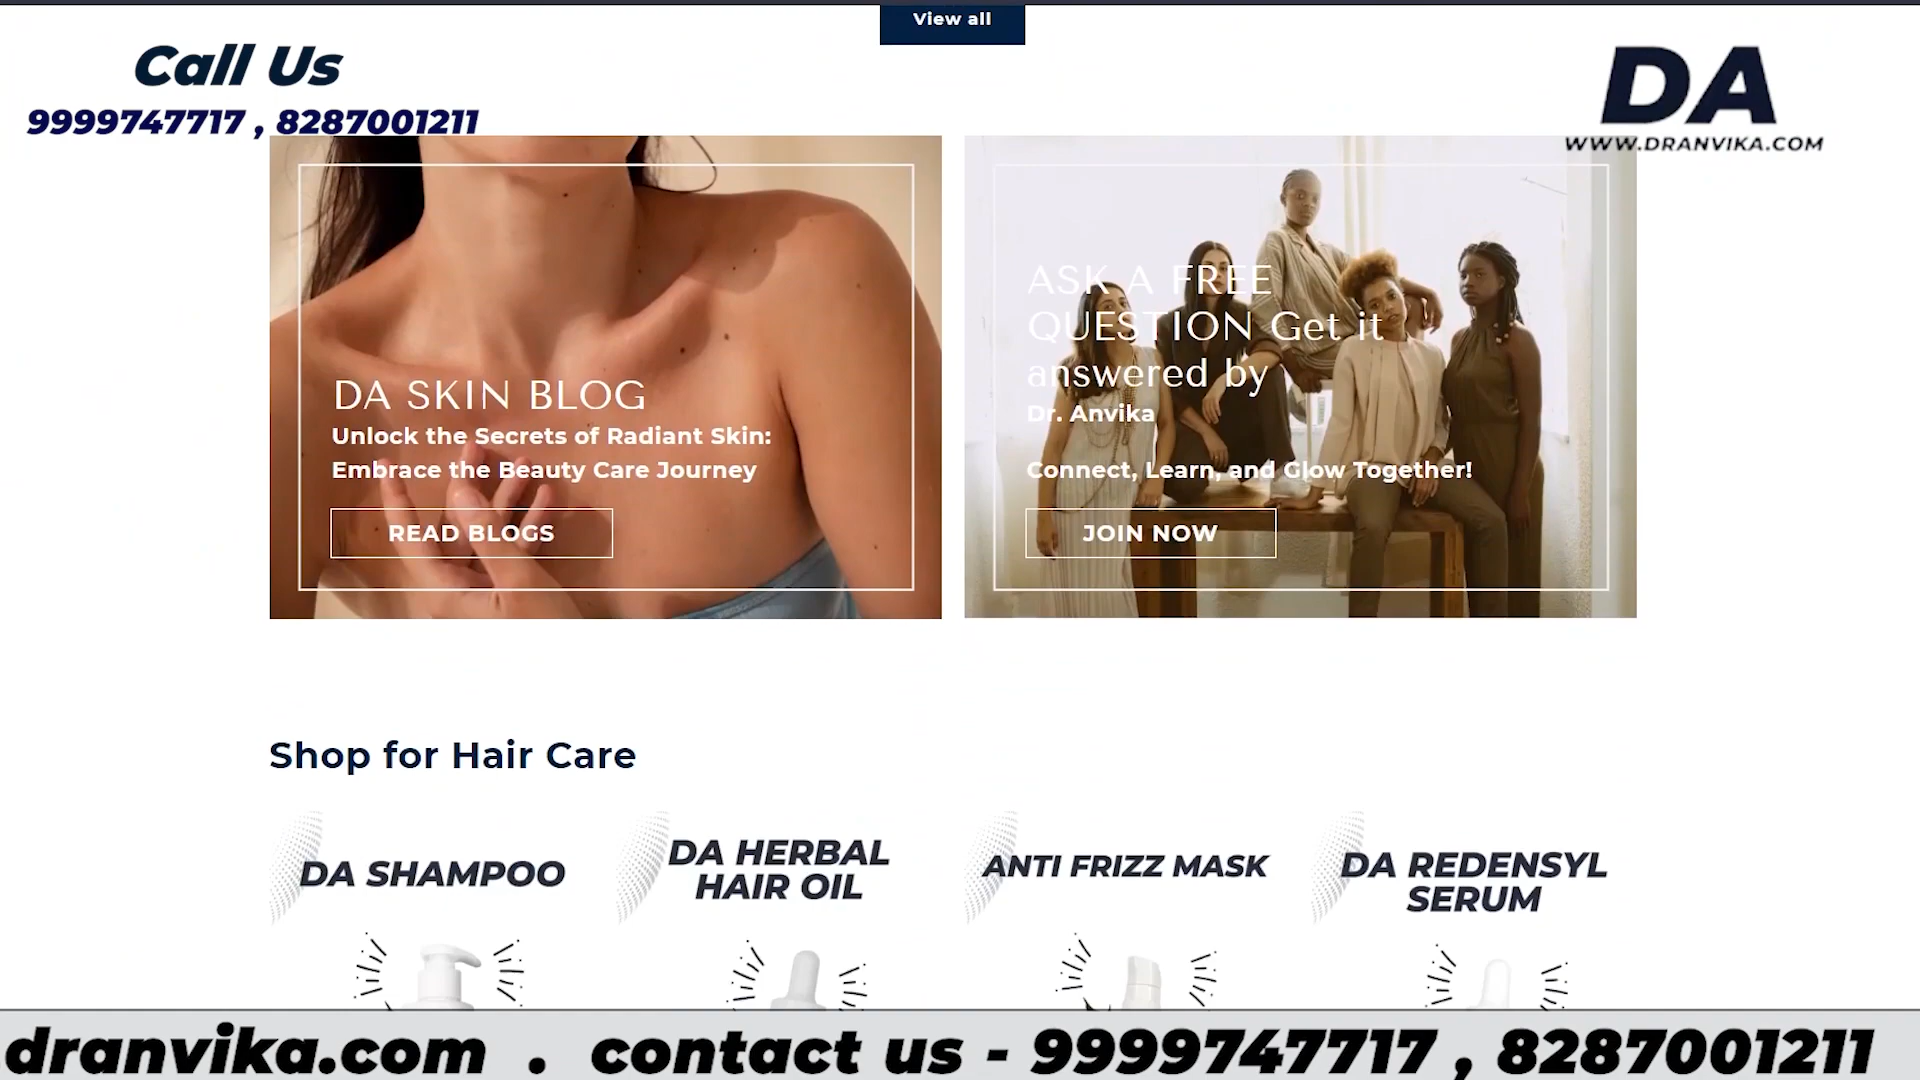 View all
Call Us
9999747717 , 8287001211
DA
WWW.DRANVIKA.COM
DA SKIN BLOG
Unlock the Secrets of Radiant Skin:
Embrace the Beauty Care Journey
READ BLOGS
ASK A FREE
QUESTION Get it
answered by
Dr. Anvika
Connect, Learn, and Glow Together!
JOIN NOW
Shop for Hair Care
DA SHAMPOO
DA HERBAL
HAIR OIL
ANTI FRIZZ MASK
DA REDENSYL
SERUM
dranvika.com . contact us - 9999747717 , 8287001211